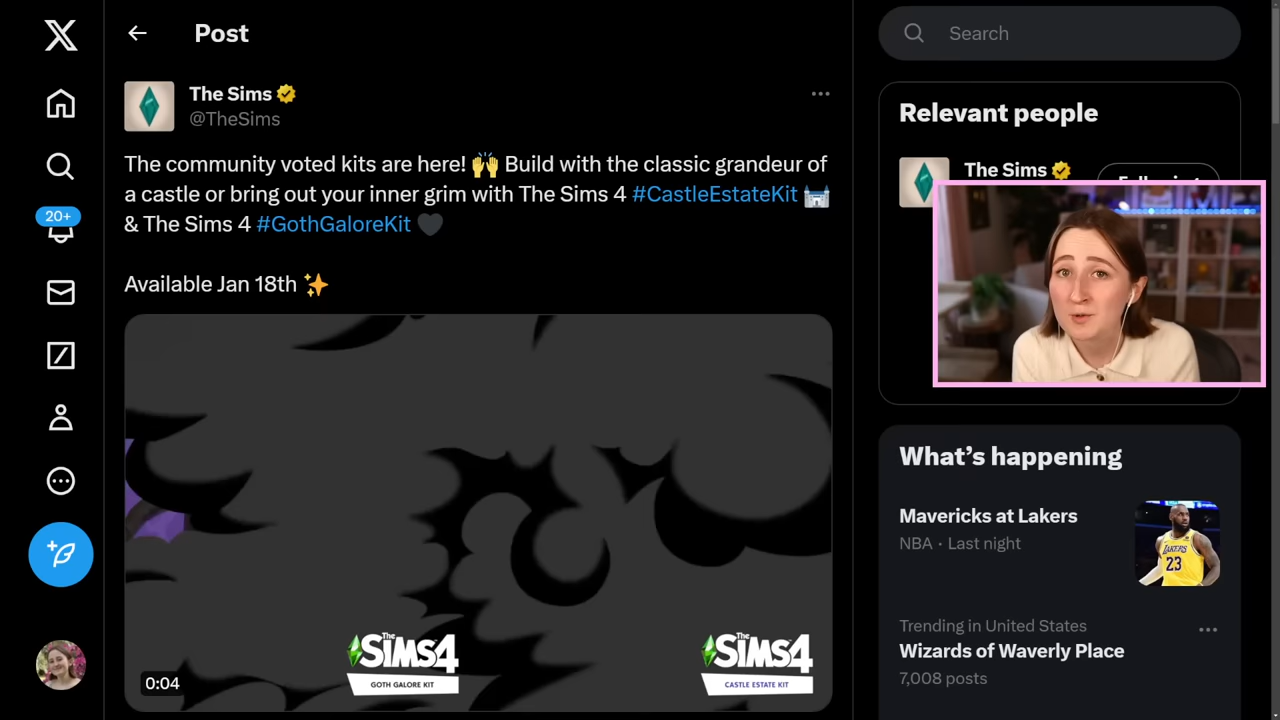 Post
The Sims
@TheSims
The community voted kits are here! 🙌 Build with the classic grandeur of
a castle or bring out your inner grim with The Sims 4 #CastleEstateKit 🏰
& The Sims 4 #GothGaloreKit 🖤
Available Jan 18th ✨
0:04
The SiMS4
GOTH GALORE KIT
The SiMS4
CASTLE ESTATE KIT
20+
Search
Relevant people
The Sims
What’s happening
Mavericks at Lakers
NBA · Last night
LAKERS
23
Trending in United States
Wizards of Waverly Place
7,008 posts